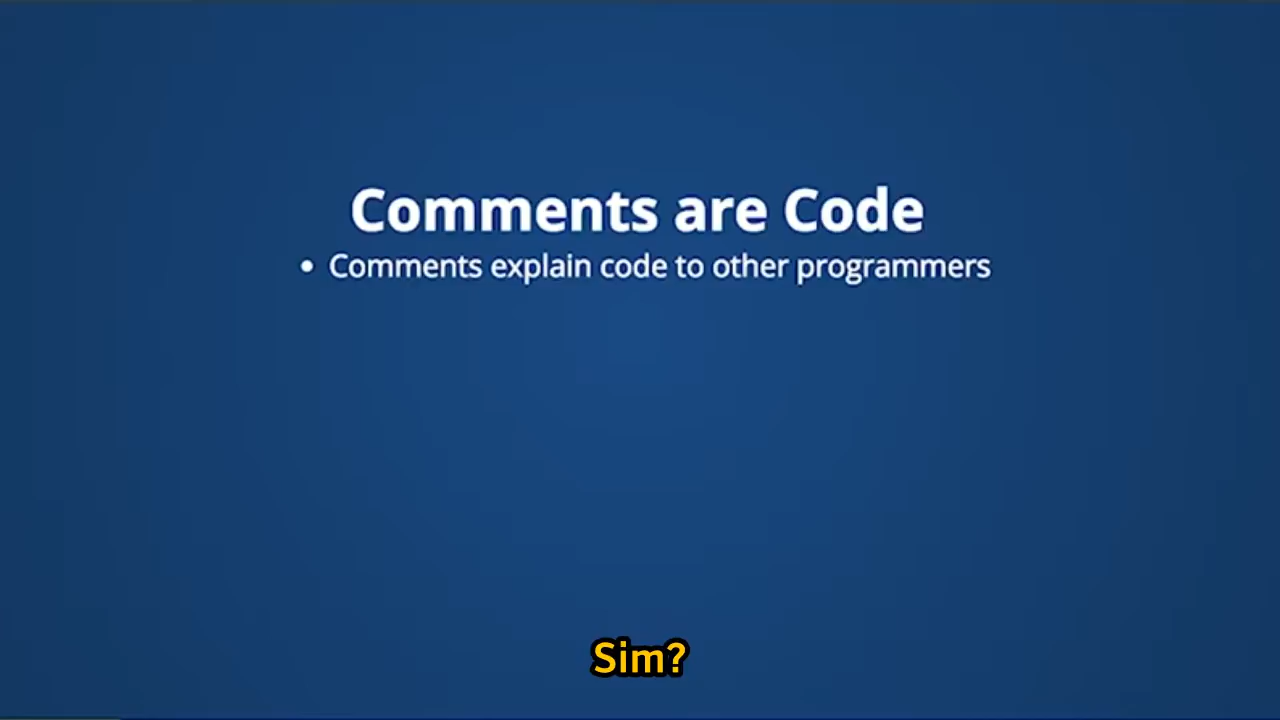 Comments are Code
• Comments explain code to other programmers
Sim?